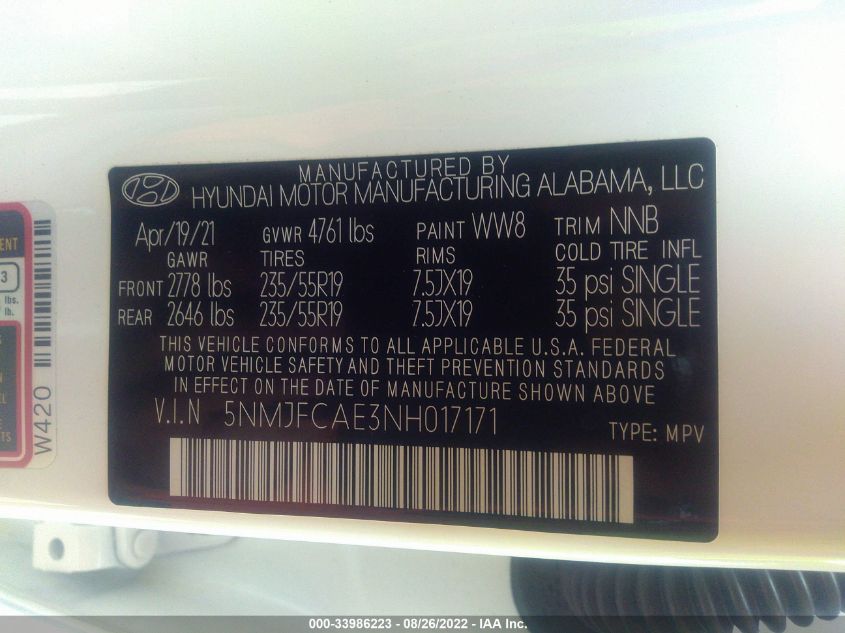 MANUFACTURED BY
HYUNDAI MOTOR MANUFACTURING ALABAMA, LLC
Apr/19/21 GVWR 4761 lbs PAINT WW8 TRIM NNB
GAWR TIRES RIMS COLD TIRE INFL
FRONT 2778 lbs 235/55R19 7.5JX19 35 psi SINGLE
REAR 2646 lbs 235/55R19 7.5JX19 35 psi SINGLE
THIS VEHICLE CONFORMS TO ALL APPLICABLE U.S.A. FEDERAL
MOTOR VEHICLE SAFETY AND THEFT PREVENTION STANDARDS
IN EFFECT ON THE DATE OF MANUFACTURE SHOWN ABOVE
V.I.N 5NMJFCAE3NH017171
TYPE: MPV
3
lbs.
lb.
W420
000-33986223 - 08/26/2022 - IAA Inc.